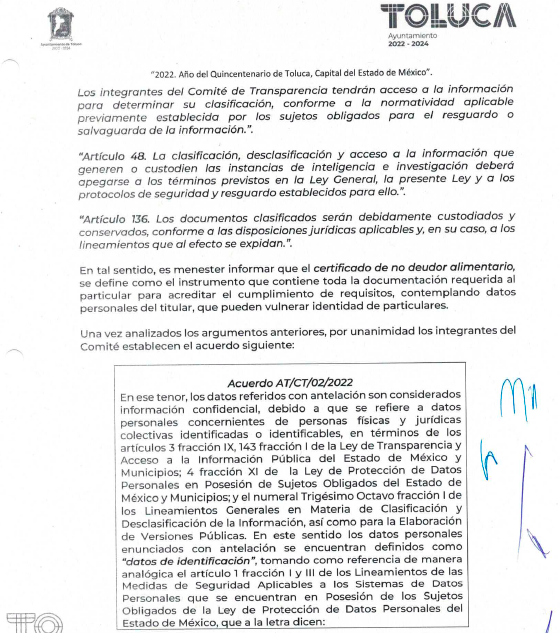 TOLUCA
Ayuntamiento
2022 - 2024
Ayuntamiento de Toluca
"2022. Año del Quincentenario de Toluca, Capital del Estado de México".
Los integrantes del Comité de Transparencia tendrán acceso a la información
para determinar su clasificación, conforme a la normatividad aplicable
previamente establecida por los sujetos obligados para el resguardo o
salvaguarda de la información.".
"Artículo 48. La clasificación, desclasificación y acceso a la información que
generen o custodien las instancias de inteligencia e investigación deberá
apegarse a los términos previstos en la Ley General, la presente Ley y a los
protocolos de seguridad y resguardo establecidos para ello.".
"Artículo 136. Los documentos clasificados serán debidamente custodiados y
conservados, conforme a las disposiciones jurídicas aplicables y, en su caso, a los
lineamientos que al efecto se expidan.".
En tal sentido, es menester informar que el certificado de no deudor alimentario,
se define como el instrumento que contiene toda la documentación requerida al
particular para acreditar el cumplimiento de requisitos, contemplando datos
personales del titular, que pueden vulnerar identidad de particulares.
Una vez analizados los argumentos anteriores, por unanimidad los integrantes del
Comité establecen el acuerdo siguiente:
Acuerdo AT/CT/02/2022
En ese tenor, los datos referidos con antelación son considerados
información confidencial, debido a que se refiere a datos
personales concernientes de personas físicas y jurídicas
colectivas identificadas o identificables, en términos de los
artículos 3 fracción IX, 143 fracción I de la Ley de Transparencia y
Acceso a la Información Pública del Estado de México y
Municipios; 4 fracción XI de la Ley de Protección de Datos
Personales en Posesión de Sujetos Obligados del Estado de
México y Municipios; y el numeral Trigésimo Octavo fracción I de
los Lineamientos Generales en Materia de Clasificación y
Desclasificación de la Información, así como para la Elaboración
de Versiones Públicas. En este sentido los datos personales
enunciados con antelación se encuentran definidos como
"datos de identificación", tomando como referencia de manera
analógica el artículo 1 fracción I y III de los Lineamientos de las
Medidas de Seguridad Aplicables a los Sistemas de Datos
Personales que se encuentran en Posesión de los Sujetos
Obligados de la Ley de Protección de Datos Personales del
Estado de México, que a la letra dicen: